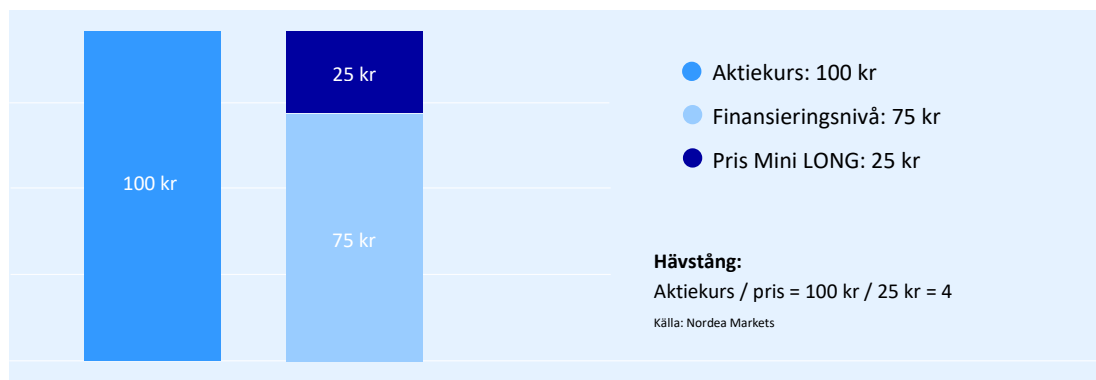 100 kr
25 kr
75 kr
Aktiekurs: 100 kr
Finansieringsnivå: 75 kr
Pris Mini LONG: 25 kr
Hävstång:
Aktiekurs / pris = 100 kr / 25 kr = 4
Källa: Nordea Markets